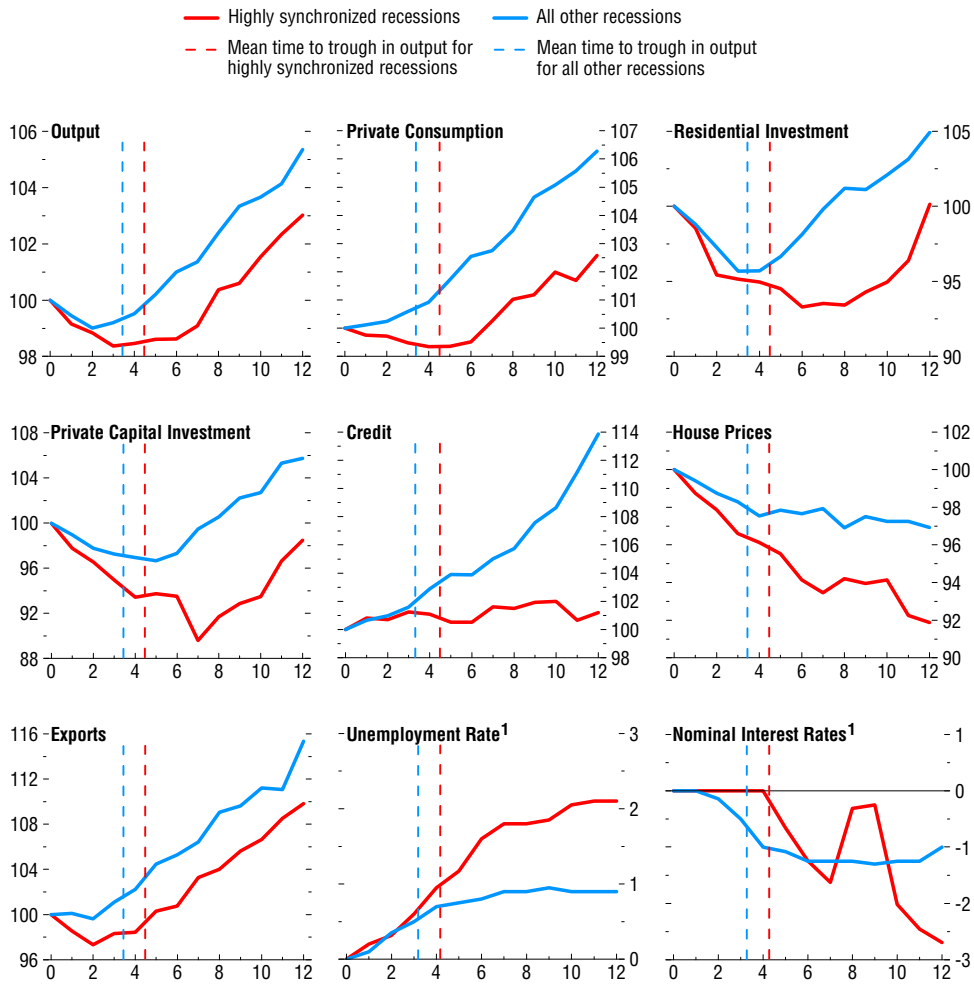 Highly synchronized recessions
All other recessions
Mean time to trough in output for
highly synchronized recessions
Mean time to trough in output
for all other recessions
Output
106
104
102
100
98
0 2 4 6 8 10 12
Private Consumption
107
106
105
104
103
102
101
100
99
0 2 4 6 8 10 12
Residential Investment
105
100
95
90
0 2 4 6 8 10 12
Private Capital Investment
108
104
100
96
92
88
0 2 4 6 8 10 12
Credit
114
112
110
108
106
104
102
100
98
0 2 4 6 8 10 12
House Prices
102
100
98
96
94
92
90
0 2 4 6 8 10 12
Exports
116
112
108
104
100
96
0 2 4 6 8 10 12
Unemployment Rate1
3
2
1
0
0 2 4 6 8 10 12
Nominal Interest Rates1
1
0
-1
-2
-3
0 2 4 6 8 10 12